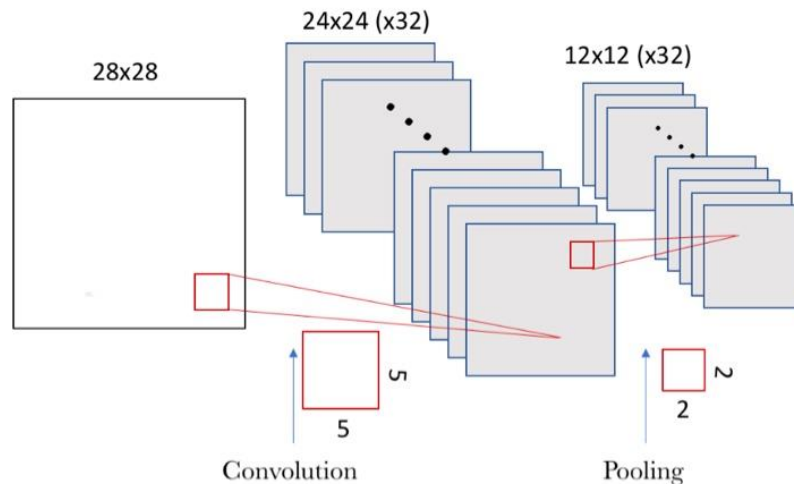 24x24 (x32)
28x28
12x12 (x32)
5
5
2
2
Convolution
Pooling